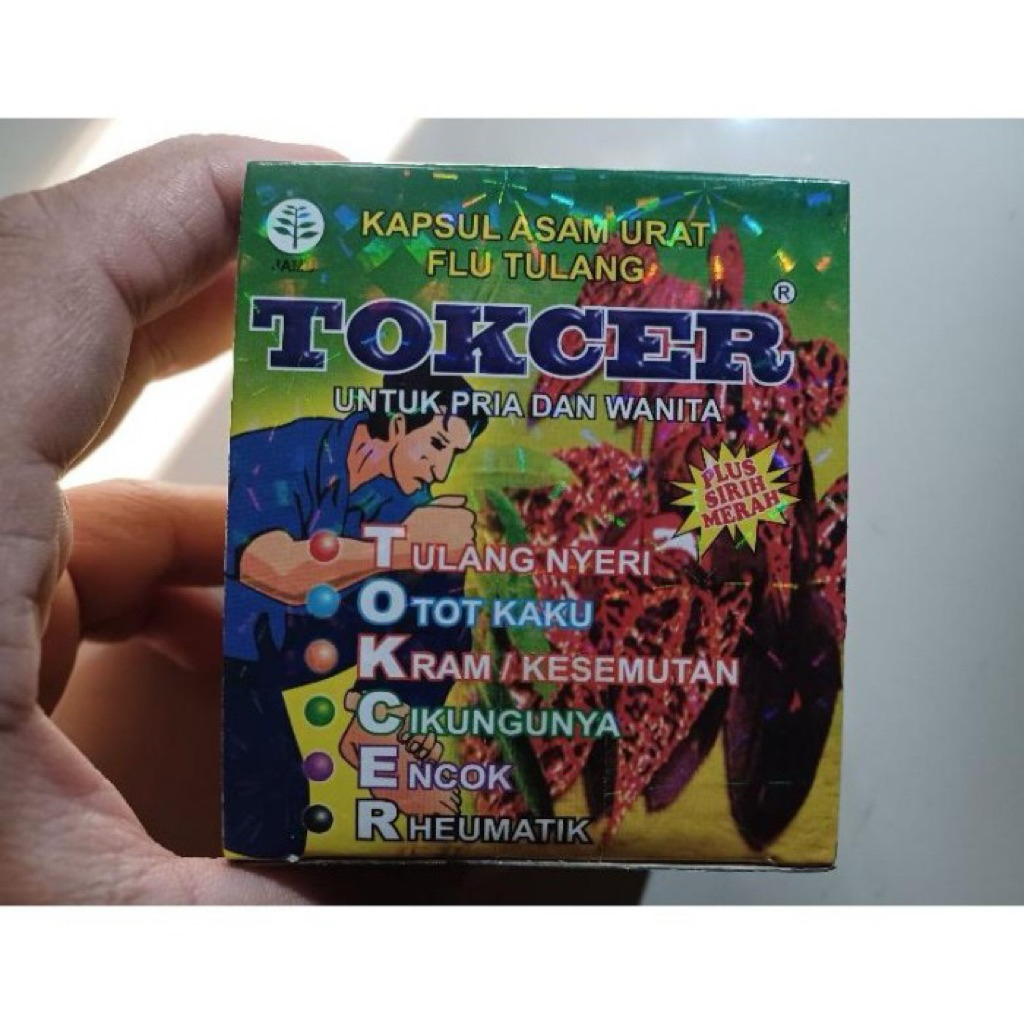 JAMU
KAPSUL ASAM URAT
FLU TULANG
TOKCER ®
UNTUK PRIA DAN WANITA
PLUS
SIRIH
MERAH
TULANG NYERI
OTOT KAKU
KRAM / KESEMUTAN
CIKUNGUNYA
ENCOK
RHEUMATIK